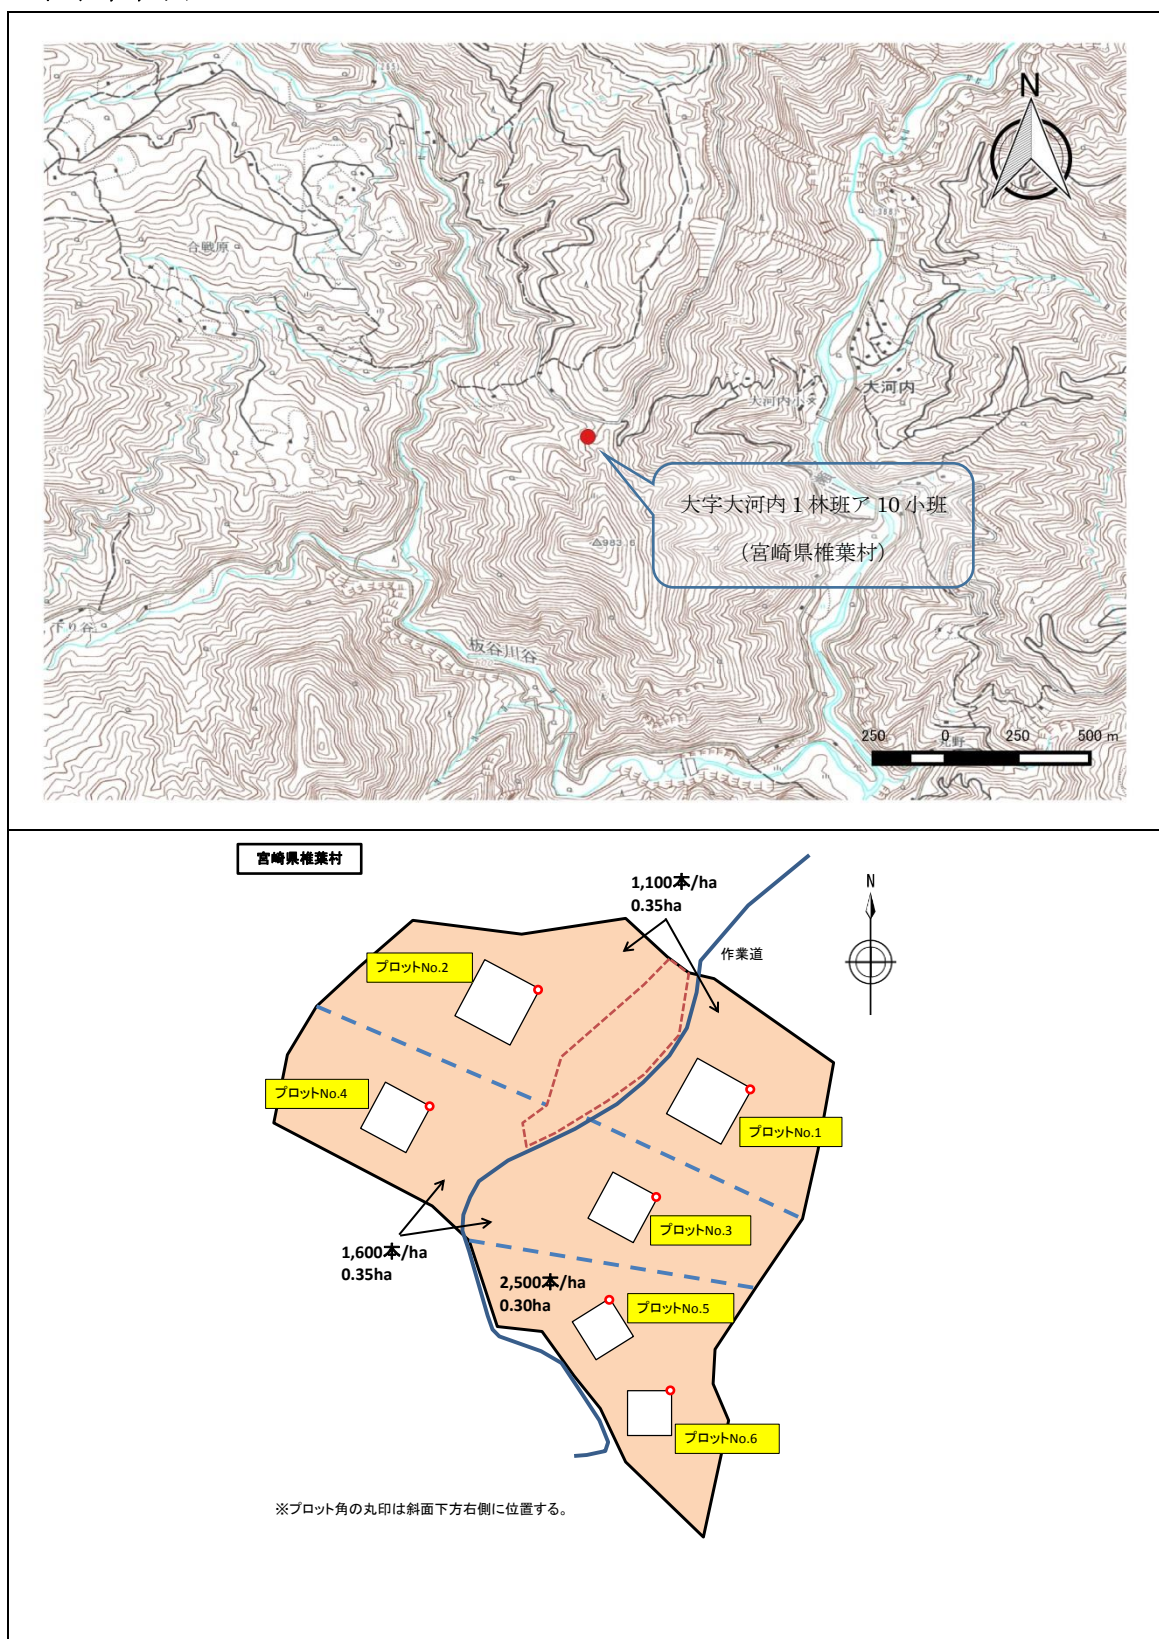 N
合戦原
大河内
大河内小
大字大河内1林班ア10小班
（宮崎県椎葉村）
△983.6
下り谷
板谷川谷
250 0 250 500 m
宮崎県椎葉村
1,100本/ha
0.35ha
N
作業道
プロットNo.2
プロットNo.4
プロットNo.1
プロットNo.3
1,600本/ha
0.35ha
2,500本/ha
0.30ha
プロットNo.5
プロットNo.6
※プロット角の丸印は斜面下方右側に位置する。